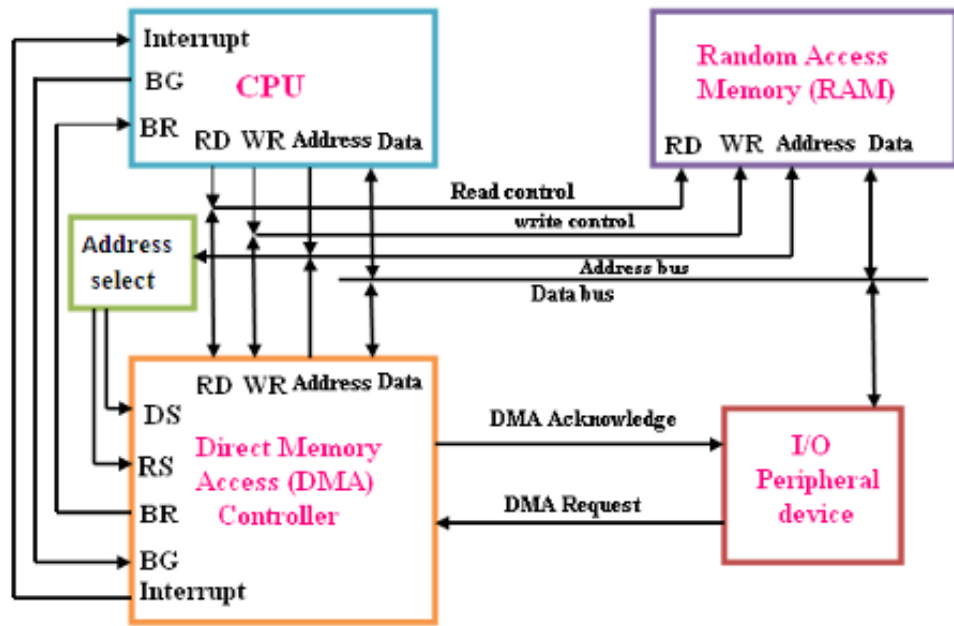 Interrupt
BG
CPU
BR
RD WR Address Data
Random Access
Memory (RAM)
RD WR Address Data
Read control
write control
Address bus
Data bus
Address
select
RD WR Address Data
DS
RS
BR
BG
Interrupt
Direct Memory
Access (DMA)
Controller
DMA Acknowledge
DMA Request
I/O
Peripheral
device